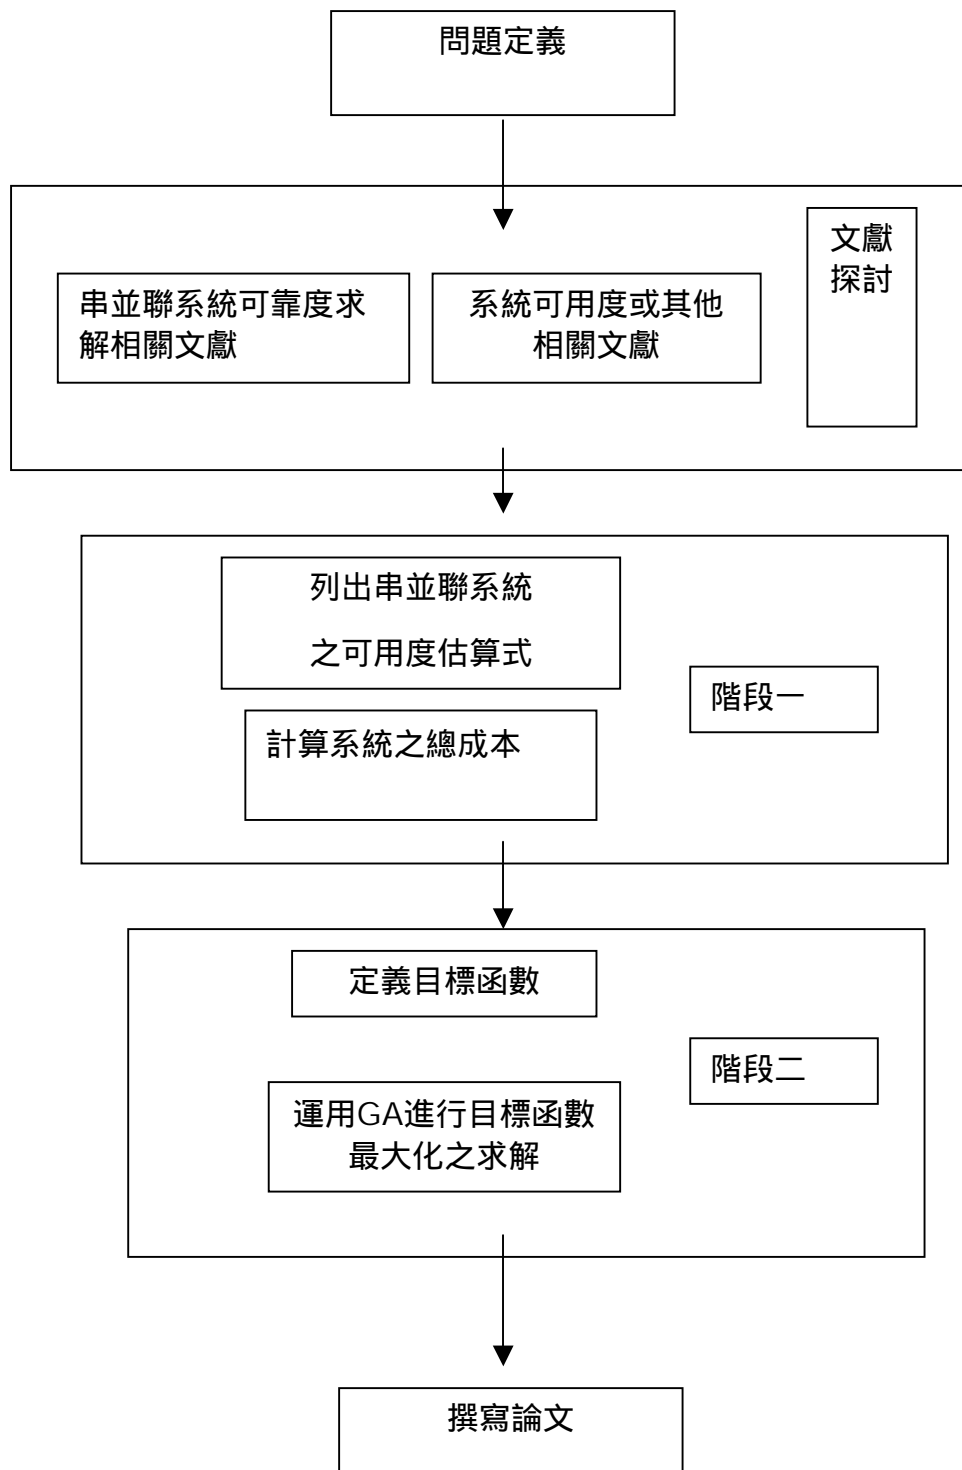 問題定義
文獻
探討
串並聯系統可靠度求
解相關文獻
系統可用度或其他
相關文獻
列出串並聯系統
之可用度估算式
階段一
計算系統之總成本
定義目標函數
階段二
運用GA進行目標函數
最大化之求解
撰寫論文